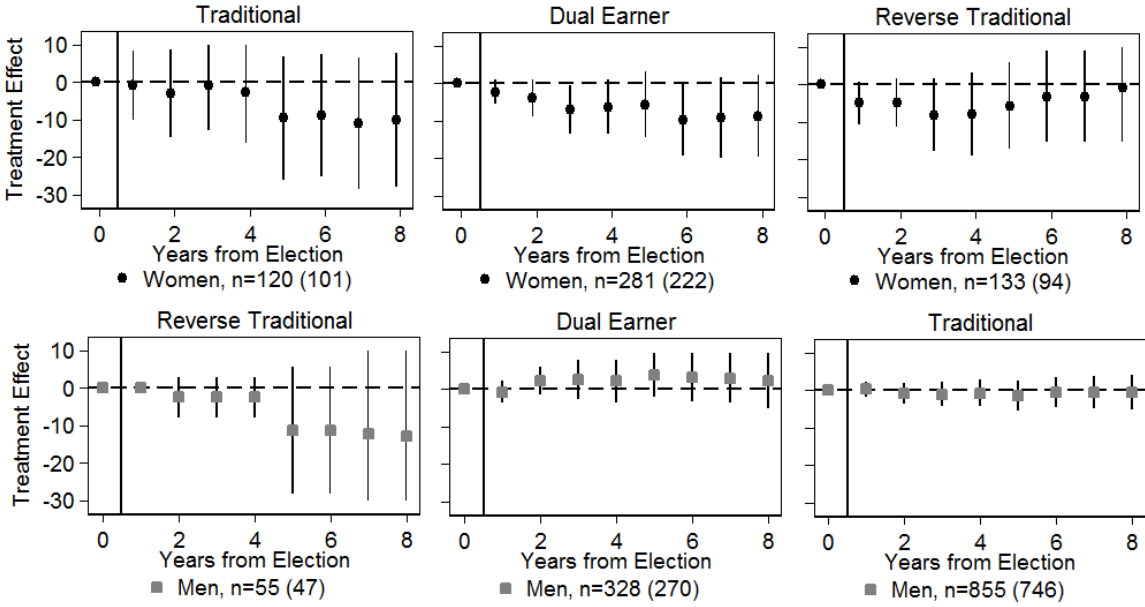 Traditional
Dual Earner
Reverse Traditional
Treatment Effect
10
0
-10
-20
-30
0 2 4 6 8
0 2 4 6 8
0 2 4 6 8
Years from Election
Years from Election
Years from Election
Women, n=120 (101)
Women, n=281 (222)
Women, n=133 (94)
Reverse Traditional
Dual Earner
Traditional
Treatment Effect
10
0
-10
-20
-30
0 2 4 6 8
0 2 4 6 8
0 2 4 6 8
Years from Election
Years from Election
Years from Election
Men, n=55 (47)
Men, n=328 (270)
Men, n=855 (746)